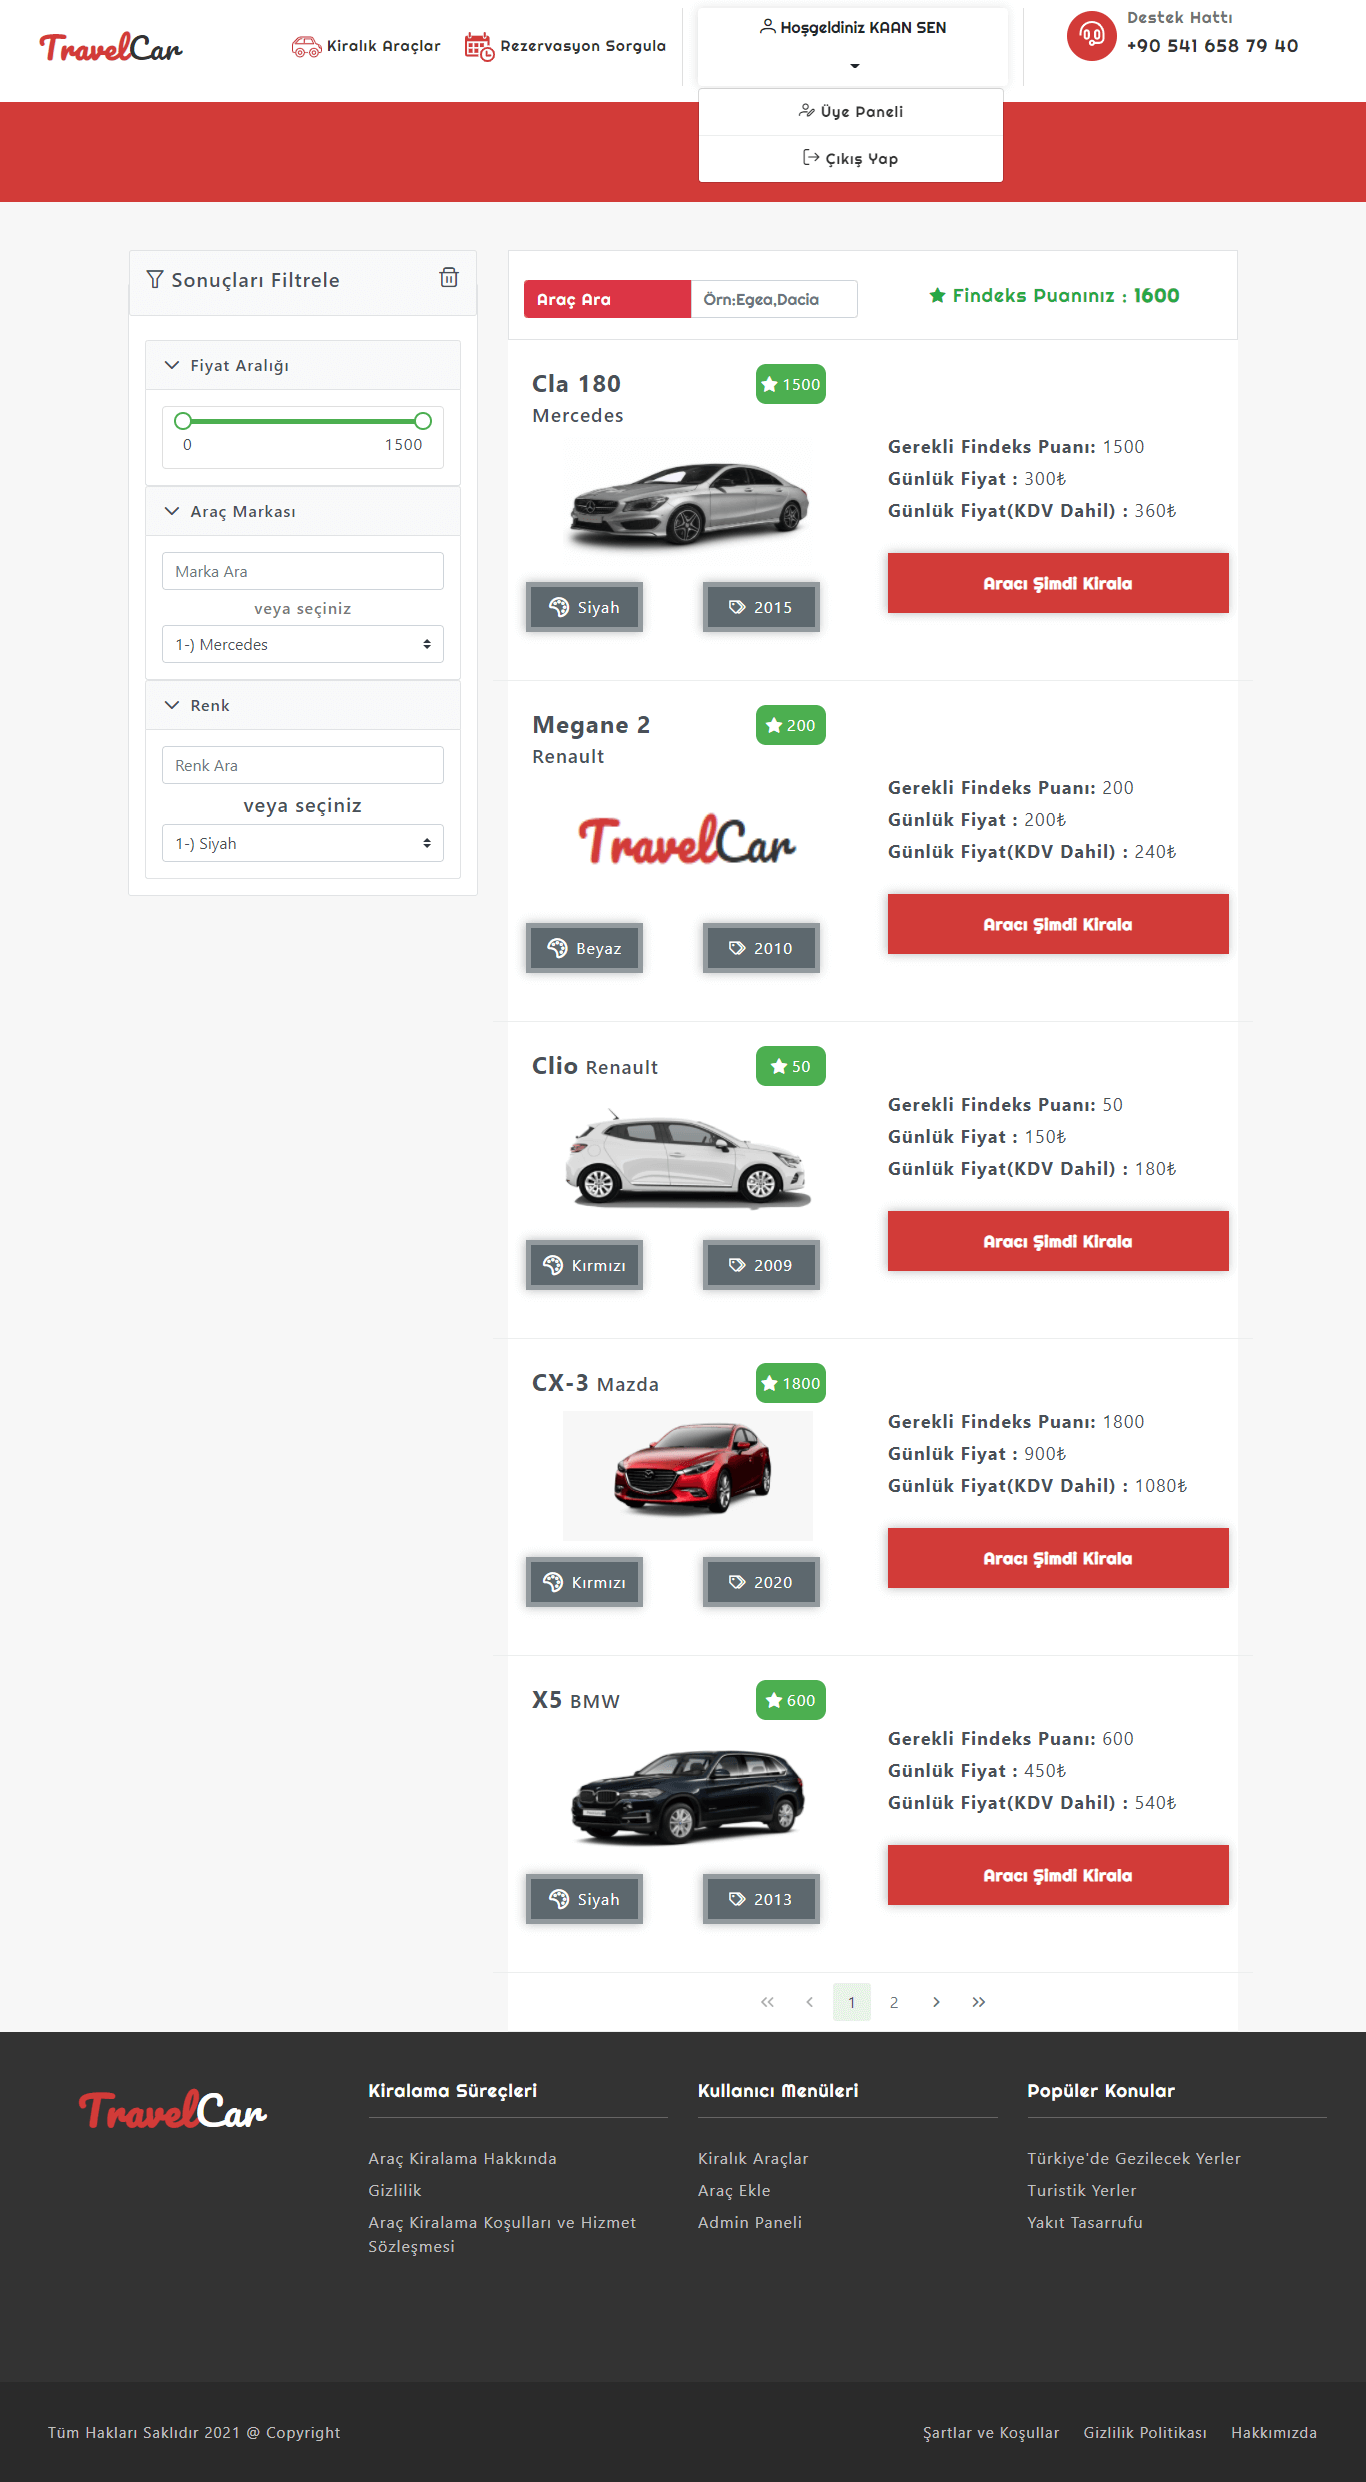 TravelCar
Kiralık Araçlar
Rezervasyon Sorgula
Hoşgeldiniz KAAN SEN
Destek Hattı
+90 541 658 79 40
Üye Paneli
Çıkış Yap
Sonuçları Filtrele
Fiyat Aralığı
0 1500
Araç Markası
Marka Ara
veya seçiniz
1-) Mercedes
Renk
Renk Ara
veya seçiniz
1-) Siyah
Araç Ara Örn:Egea,Dacia
Findeks Puanınız : 1600
Cla 180
Mercedes
1500
Siyah 2015
Gerekli Findeks Puanı: 1500
Günlük Fiyat : 300₺
Günlük Fiyat(KDV Dahil) : 360₺
Aracı Şimdi Kirala
Megane 2
Renault
200
TravelCar
Beyaz 2010
Gerekli Findeks Puanı: 200
Günlük Fiyat : 200₺
Günlük Fiyat(KDV Dahil) : 240₺
Aracı Şimdi Kirala
Clio Renault
50
Kırmızı 2009
Gerekli Findeks Puanı: 50
Günlük Fiyat : 150₺
Günlük Fiyat(KDV Dahil) : 180₺
Aracı Şimdi Kirala
CX-3 Mazda
1800
Kırmızı 2020
Gerekli Findeks Puanı: 1800
Günlük Fiyat : 900₺
Günlük Fiyat(KDV Dahil) : 1080₺
Aracı Şimdi Kirala
X5 BMW
600
Siyah 2013
Gerekli Findeks Puanı: 600
Günlük Fiyat : 450₺
Günlük Fiyat(KDV Dahil) : 540₺
Aracı Şimdi Kirala
« ‹ 1 2 › »
TravelCar
Kiralama Süreçleri
Araç Kiralama Hakkında
Gizlilik
Araç Kiralama Koşulları ve Hizmet
Sözleşmesi
Kullanıcı Menüleri
Kiralık Araçlar
Araç Ekle
Admin Paneli
Popüler Konular
Türkiye'de Gezilecek Yerler
Turistik Yerler
Yakıt Tasarrufu
Tüm Hakları Saklıdır 2021 @ Copyright
Şartlar ve Koşullar Gizlilik Politikası Hakkımızda